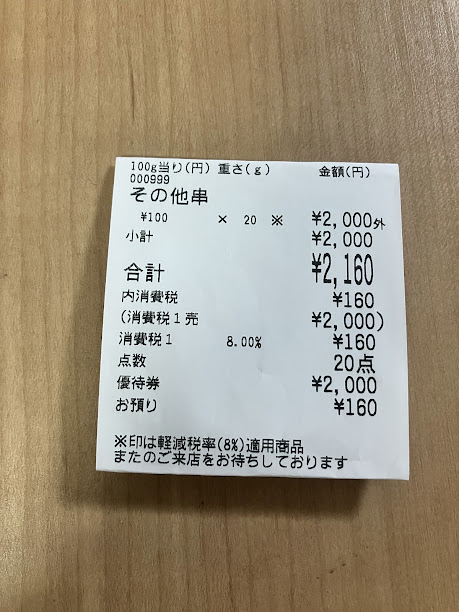 100g当り(円) 重さ(g) 金額(円)
000999
その他串
¥100 × 20 ※ ¥2,000外
小計 ¥2,000
合計 ¥2,160
内消費税 ¥160
(消費税1売 ¥2,000)
消費税1 8.00% ¥160
点数 20点
優待券 ¥2,000
お預り ¥160
※印は軽減税率(8%)適用商品
またのご来店をお待ちしております